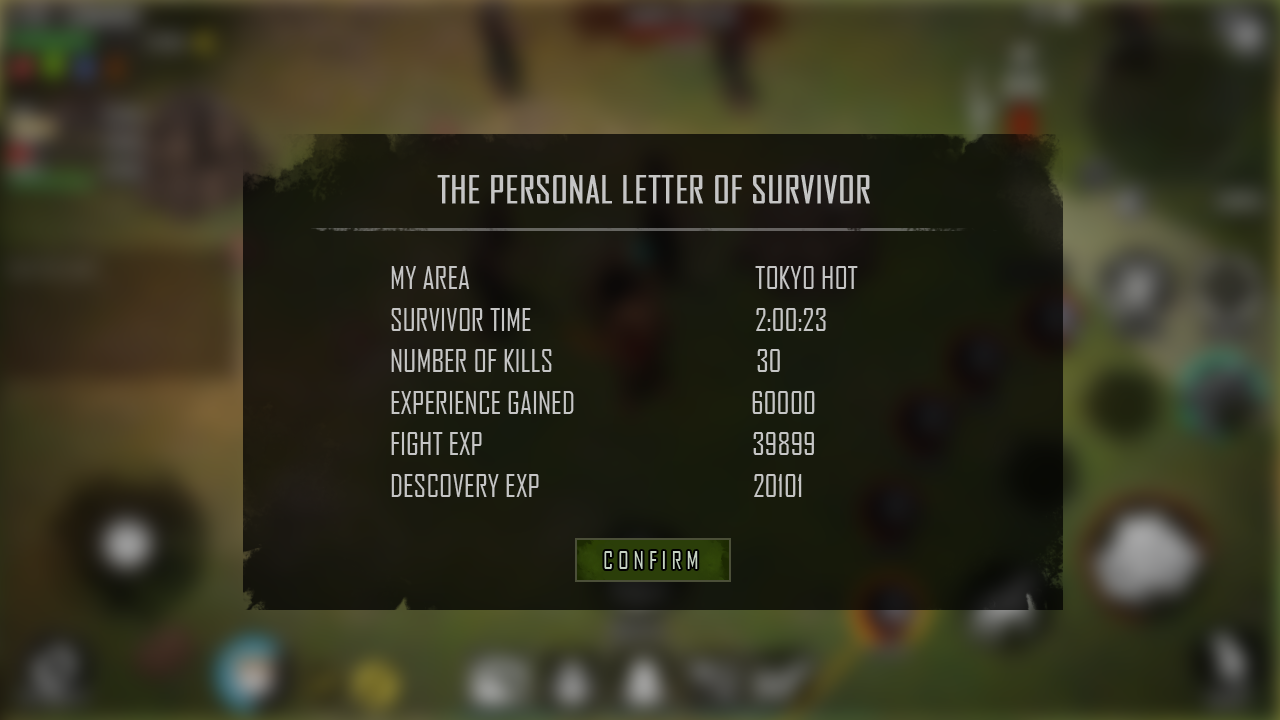 THE PERSONAL LETTER OF SURVIVOR
MY AREA TOKYO HOT
SURVIVOR TIME 2:00:23
NUMBER OF KILLS 30
EXPERIENCE GAINED 60000
FIGHT EXP 39899
DESCOVERY EXP 20101
CONFIRM